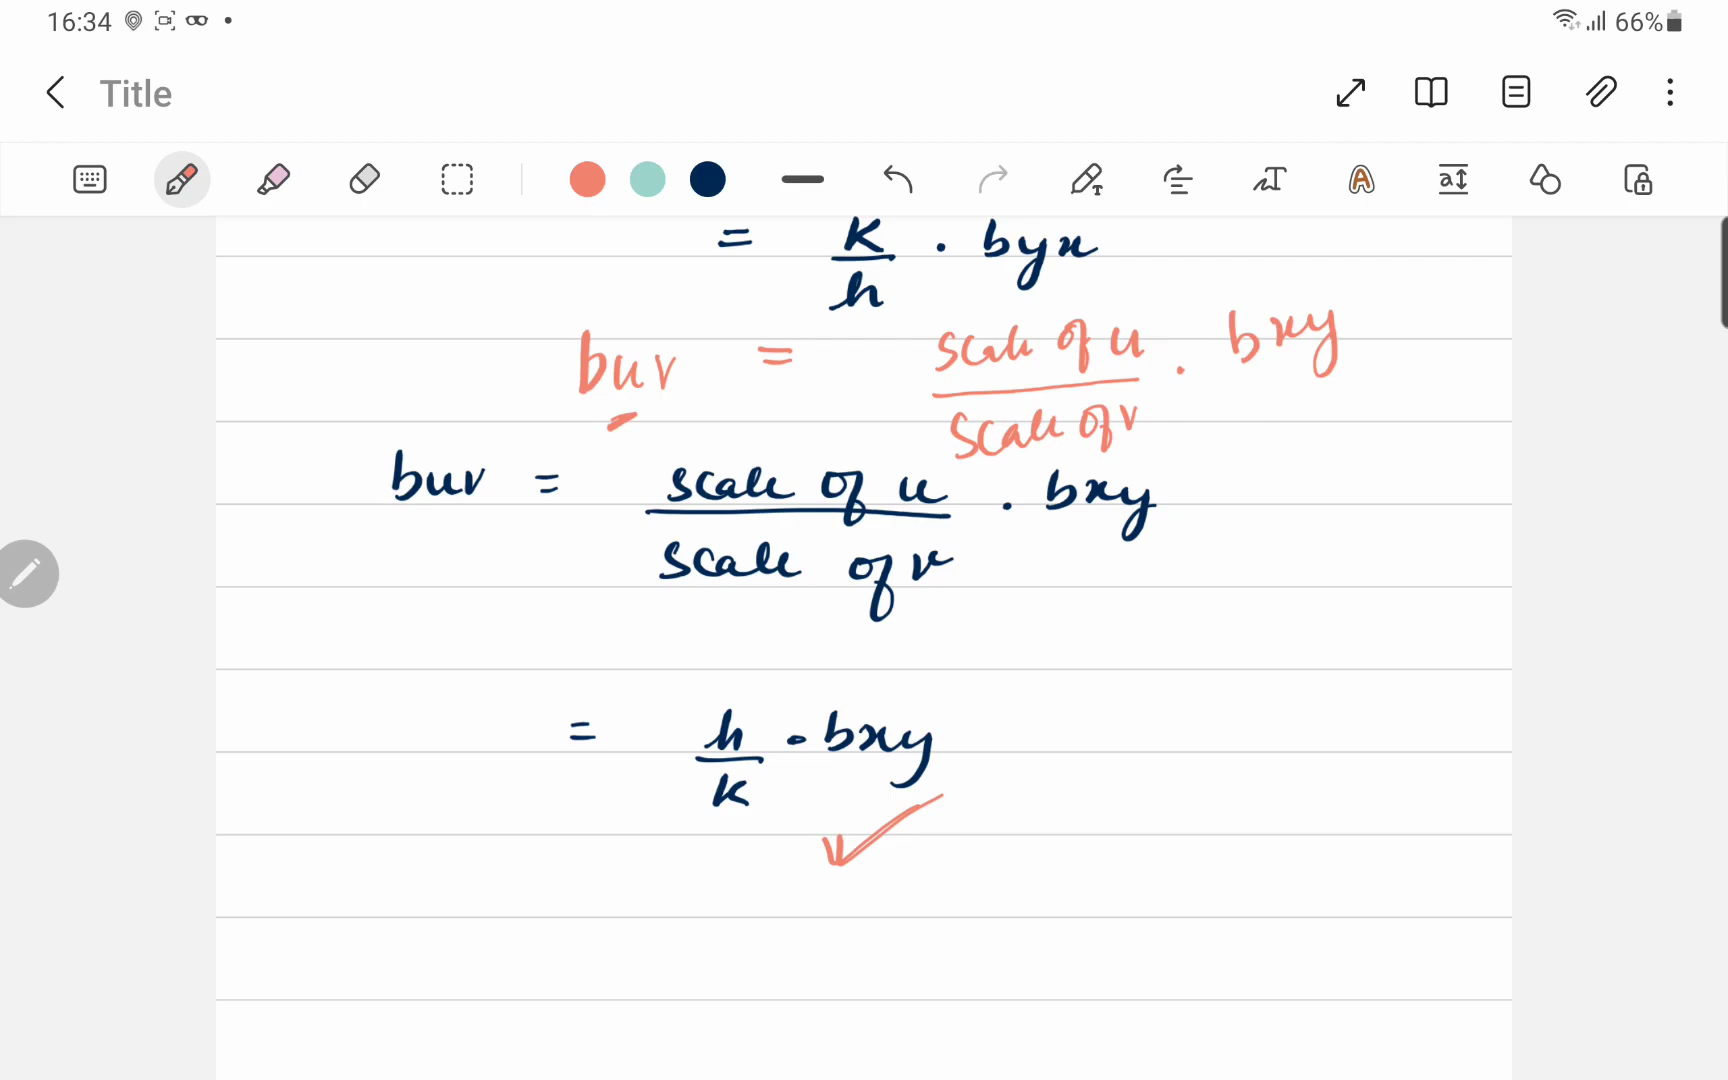 16:34 66%
Title
= k/h . byx
buv = scale of u/scale of v . bxy
buv = scale of u/scale of v . bxy
= h/k . bxy